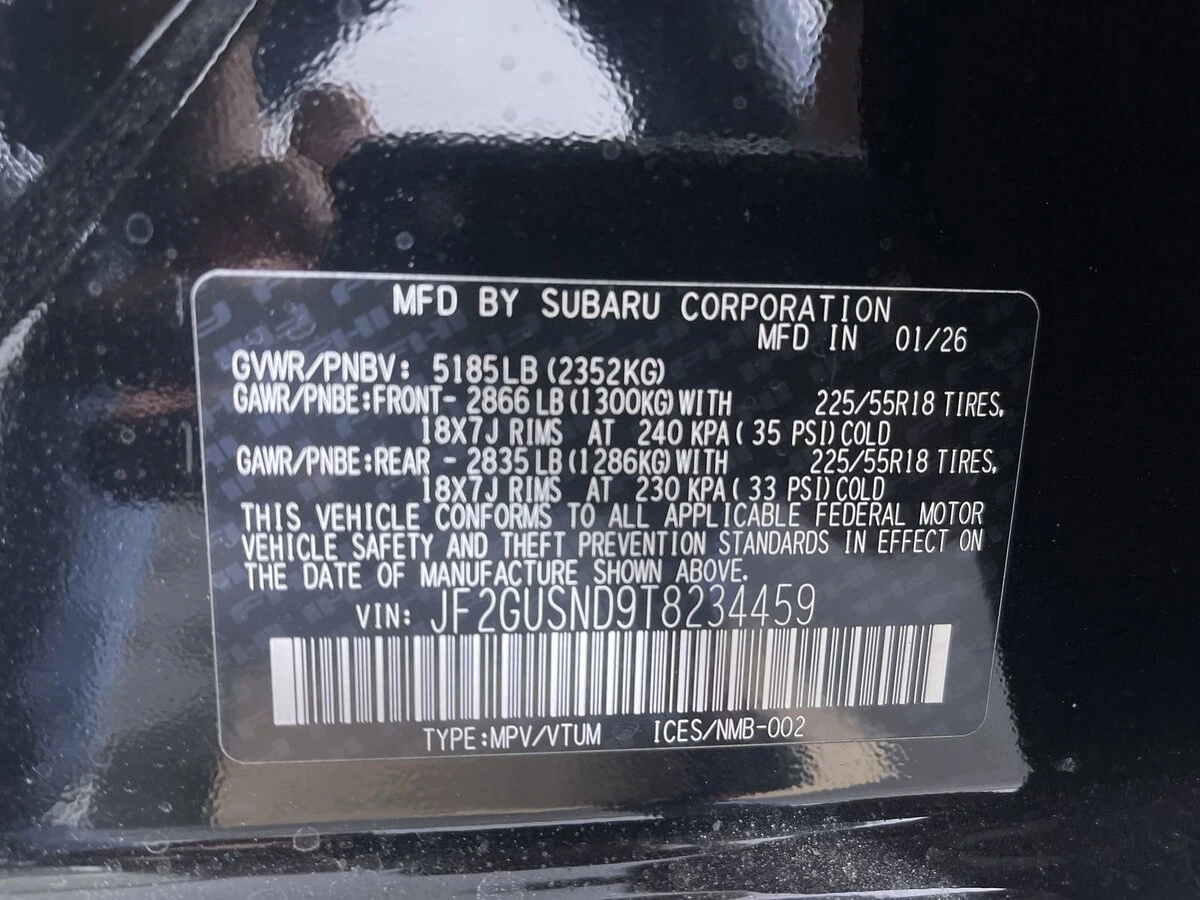 MFD BY SUBARU CORPORATION
MFD IN 01/26
GVWR/PNBV: 5185LB (2352KG)
GAWR/PNBE:FRONT- 2866 LB (1300KG) WITH 225/55R18 TIRES,
18X7J RIMS AT 240 KPA ( 35 PSI) COLD
GAWR/PNBE:REAR - 2835 LB (1286KG) WITH 225/55R18 TIRES,
18X7J RIMS AT 230 KPA ( 33 PSI) COLD
THIS VEHICLE CONFORMS TO ALL APPLICABLE FEDERAL MOTOR
VEHICLE SAFETY AND THEFT PREVENTION STANDARDS IN EFFECT ON
THE DATE OF MANUFACTURE SHOWN ABOVE.
VIN: JF2GUSND9T8234459
TYPE:MPV/VTUM ICES/NMB-002